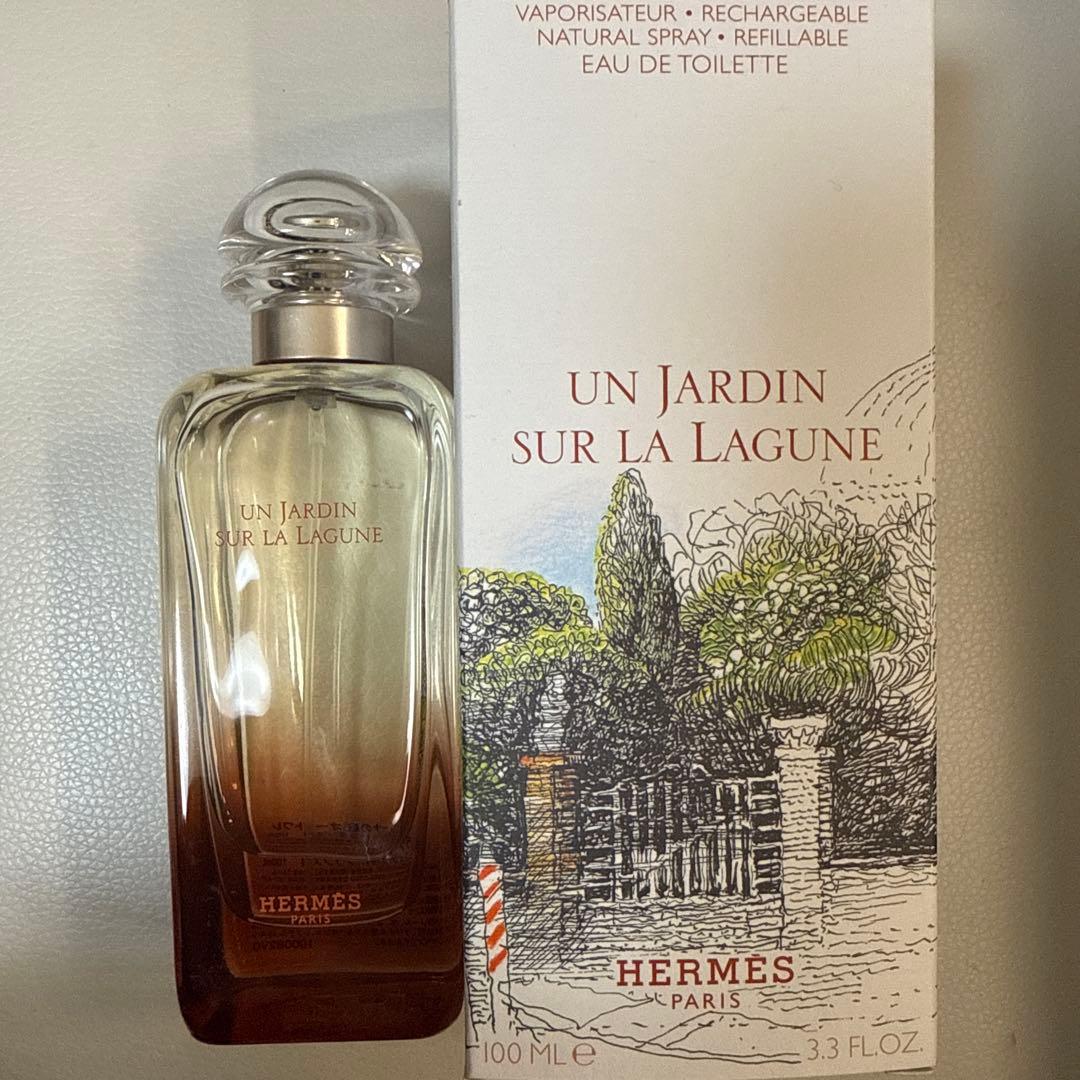 VAPORISATEUR • RECHARGEABLE
NATURAL SPRAY • REFILLABLE
EAU DE TOILETTE
UN JARDIN
SUR LA LAGUNE
HERMÈS
PARIS
100 ML e
3.3 FL.OZ.
UN JARDIN
SUR LA LAGUNE
HERMÈS
PARIS